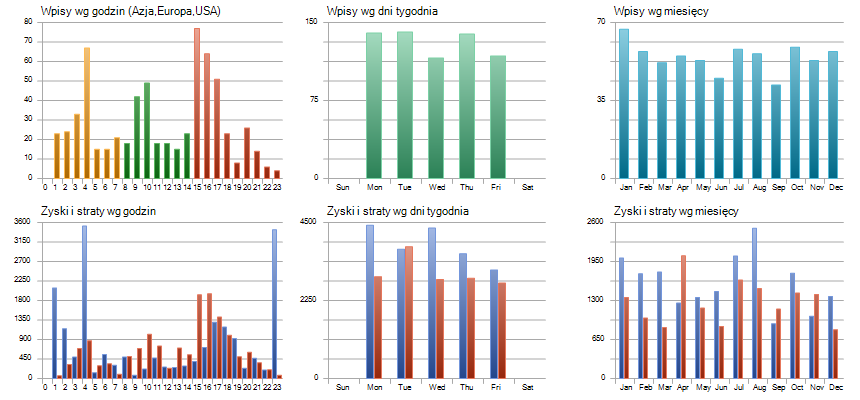 Wpisy wg godzin (Azja,Europa,USA)
80
70
60
50
40
30
20
10
0
0 1 2 3 4 5 6 7 8 9 10 11 12 13 14 15 16 17 18 19 20 21 22 23
Wpisy wg dni tygodnia
150
75
0
Sun Mon Tue Wed Thu Fri Sat
Wpisy wg miesięcy
70
35
0
Jan Feb Mar Apr May Jun Jul Aug Sep Oct Nov Dec
Zyski i straty wg godzin
3600
3150
2700
2250
1800
1350
900
450
0
0 1 2 3 4 5 6 7 8 9 10 11 12 13 14 15 16 17 18 19 20 21 22 23
Zyski i straty wg dni tygodnia
4500
2250
0
Sun Mon Tue Wed Thu Fri Sat
Zyski i straty wg miesięcy
2600
1950
1300
650
0
Jan Feb Mar Apr May Jun Jul Aug Sep Oct Nov Dec